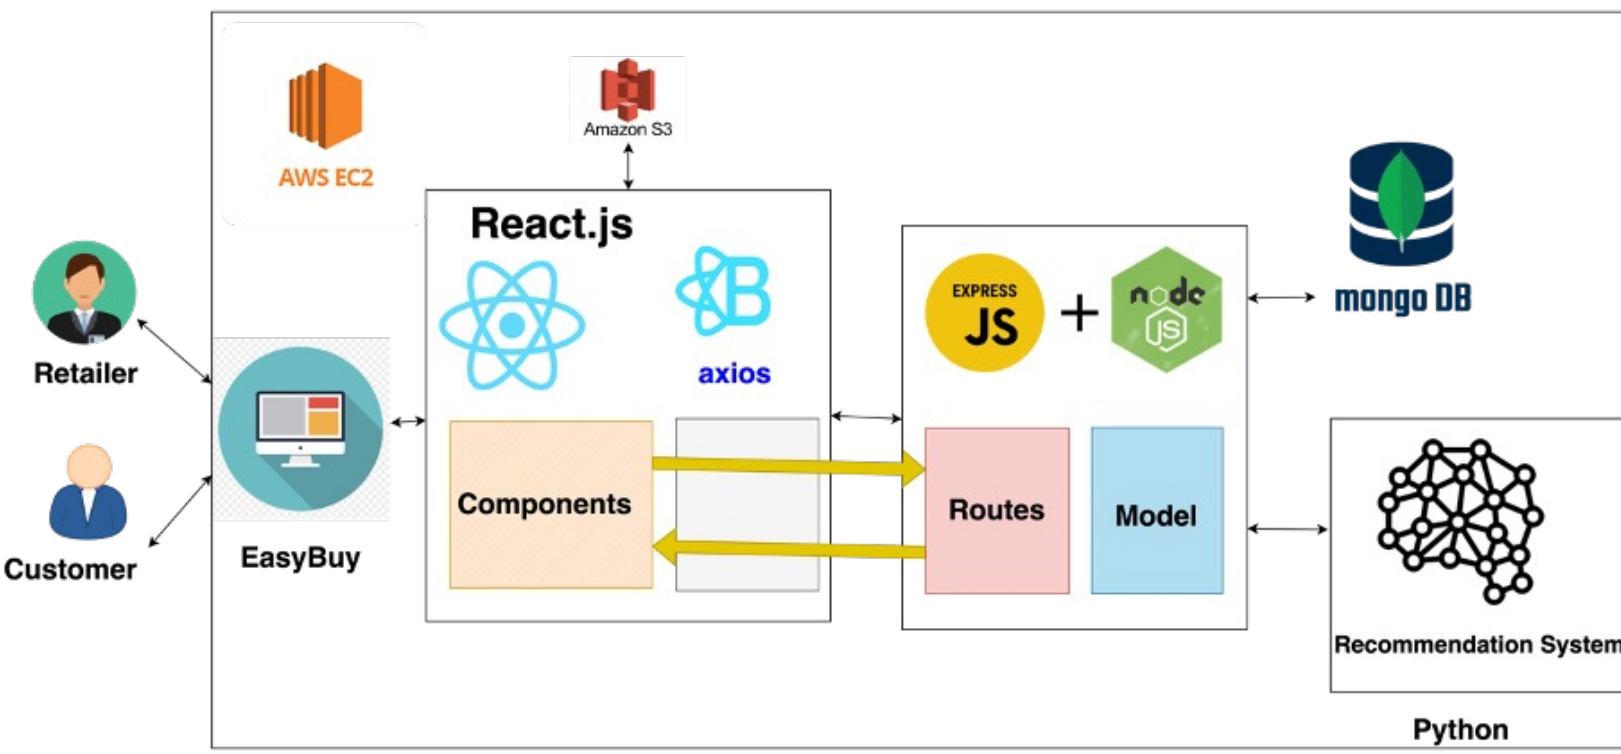 AWS EC2
Amazon S3
React.js
B
axios
EXPRESS
JS
+
node
JS
mongo DB
Retailer
Customer
EasyBuy
Components
Routes
Model
Recommendation System
Python